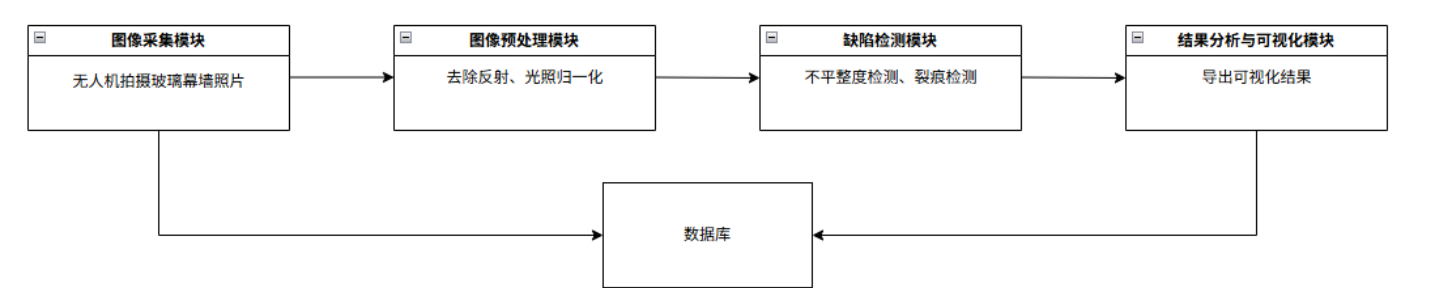 图像采集模块
无人机拍摄玻璃幕墙照片
图像预处理模块
去除反射、光照归一化
缺陷检测模块
不平整度检测、裂痕检测
结果分析与可视化模块
导出可视化结果
数据库